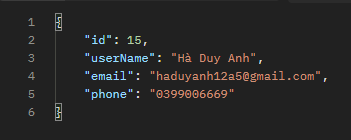 1 {
2 "id": 15,
3 "userName": "Hà Duy Anh",
4 "email": "haduyanh12a5@gmail.com",
5 "phone": "0399006669"
6 }